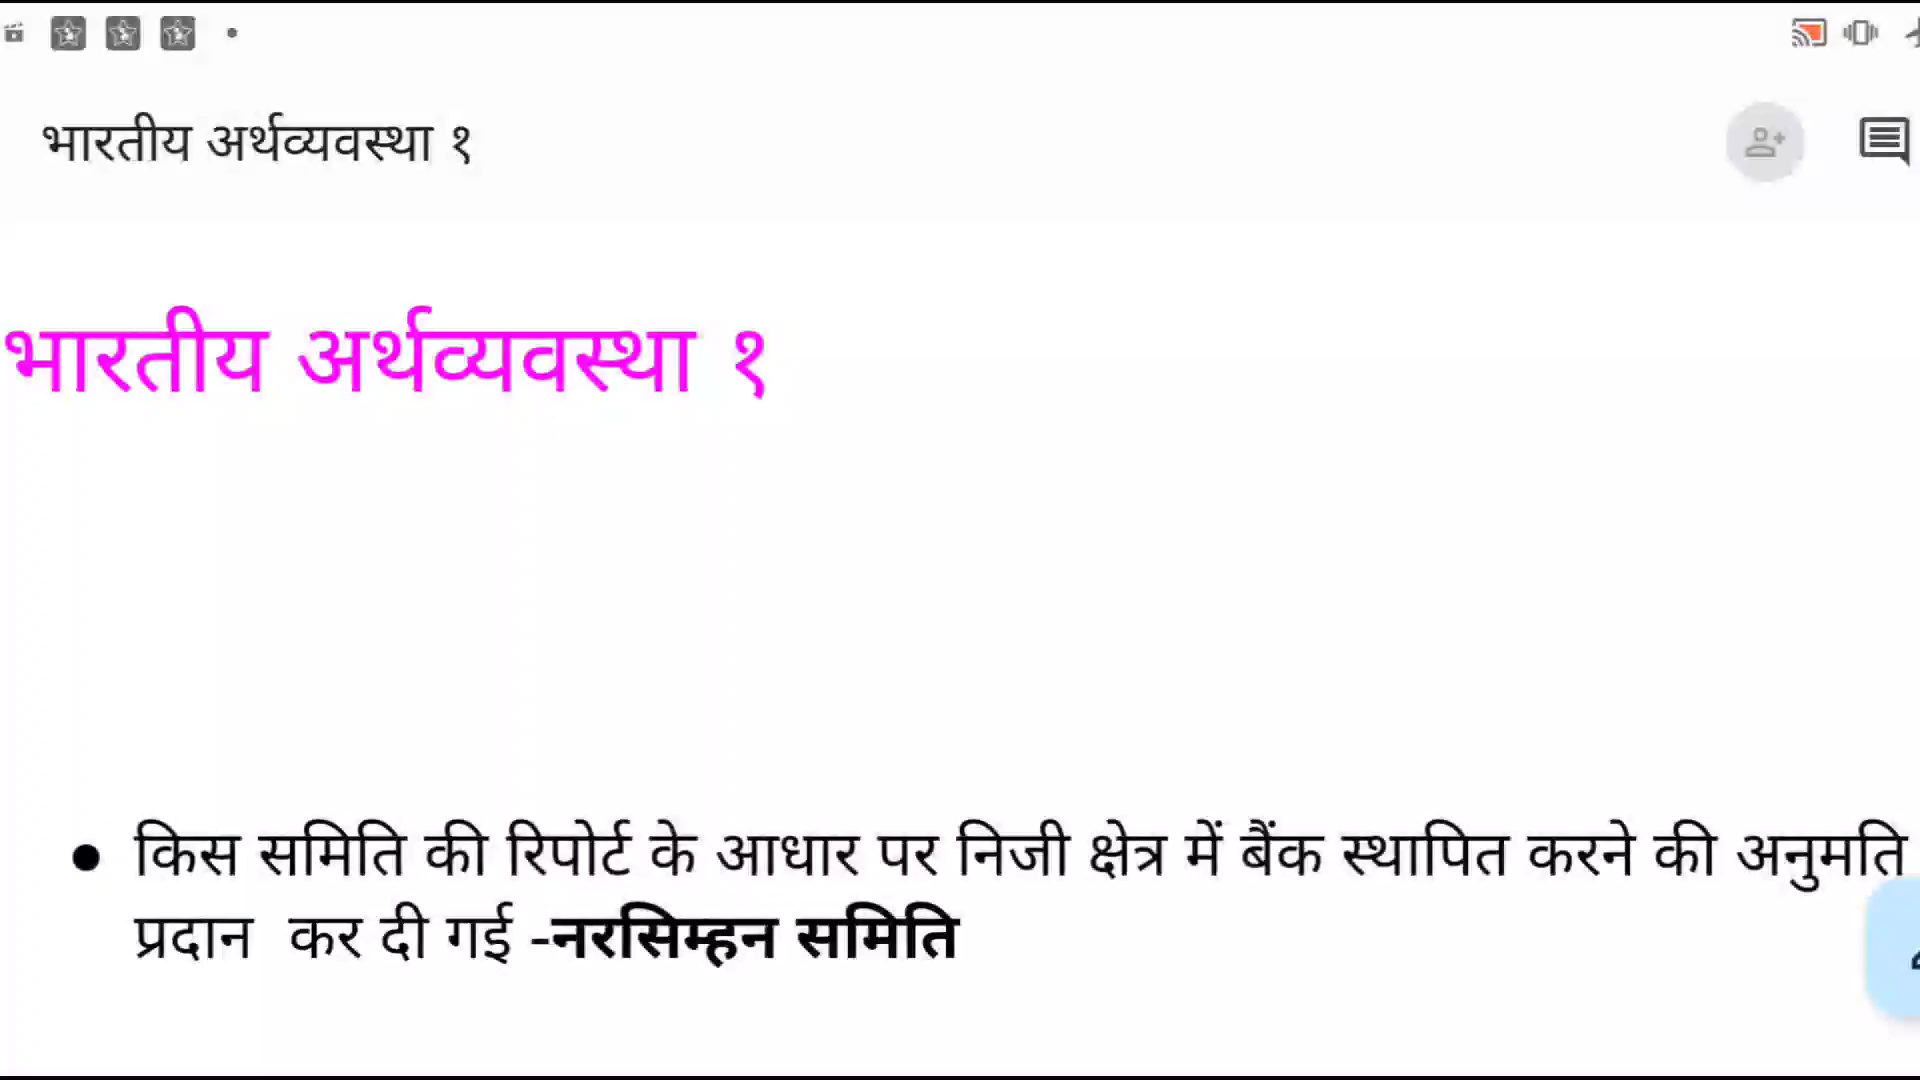 भारतीय अर्थव्यवस्था १
भारतीय अर्थव्यवस्था १
● किस समिति की रिपोर्ट के आधार पर निजी क्षेत्र में बैंक स्थापित करने की अनुमति
प्रदान  कर दी गई -नरसिम्हन समिति